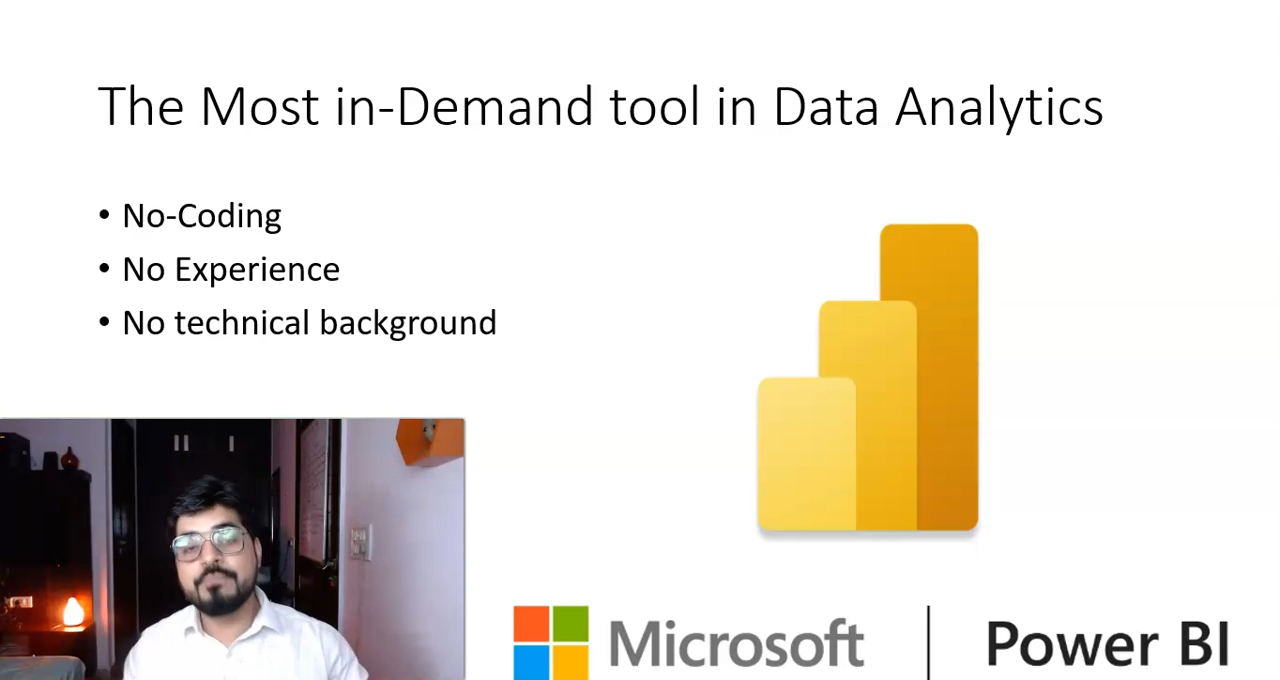 The Most in-Demand tool in Data Analytics
• No-Coding
• No Experience
• No technical background
Microsoft | Power BI